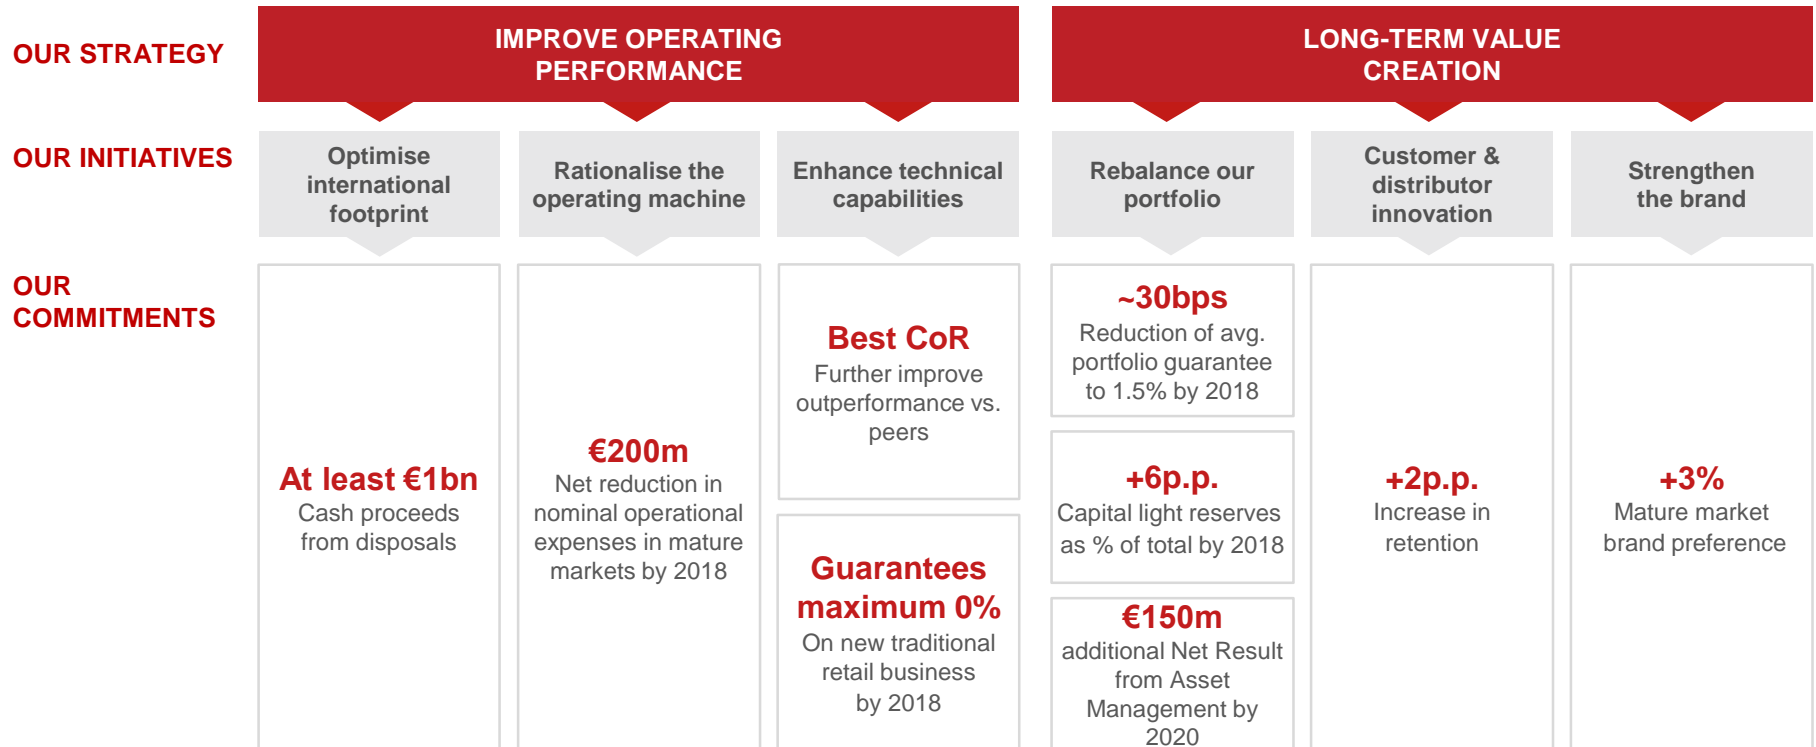 OUR STRATEGY
IMPROVE OPERATING
PERFORMANCE
LONG-TERM VALUE
CREATION
OUR INITIATIVES
Optimise
international
footprint
Rationalise the
operating machine
Enhance technical
capabilities
Rebalance our
portfolio
Customer &
distributor
innovation
Strengthen
the brand
OUR
COMMITMENTS
At least €1bn
Cash proceeds
from disposals
€200m
Net reduction in
nominal operational
expenses in mature
markets by 2018
Best CoR
Further improve
outperformance vs.
peers
Guarantees
maximum 0%
On new traditional
retail business
by 2018
~30bps
Reduction of avg.
portfolio guarantee
to 1.5% by 2018
+6p.p.
Capital light reserves
as % of total by 2018
€150m
additional Net Result
from Asset
Management by
2020
+2p.p.
Increase in
retention
+3%
Mature market
brand preference